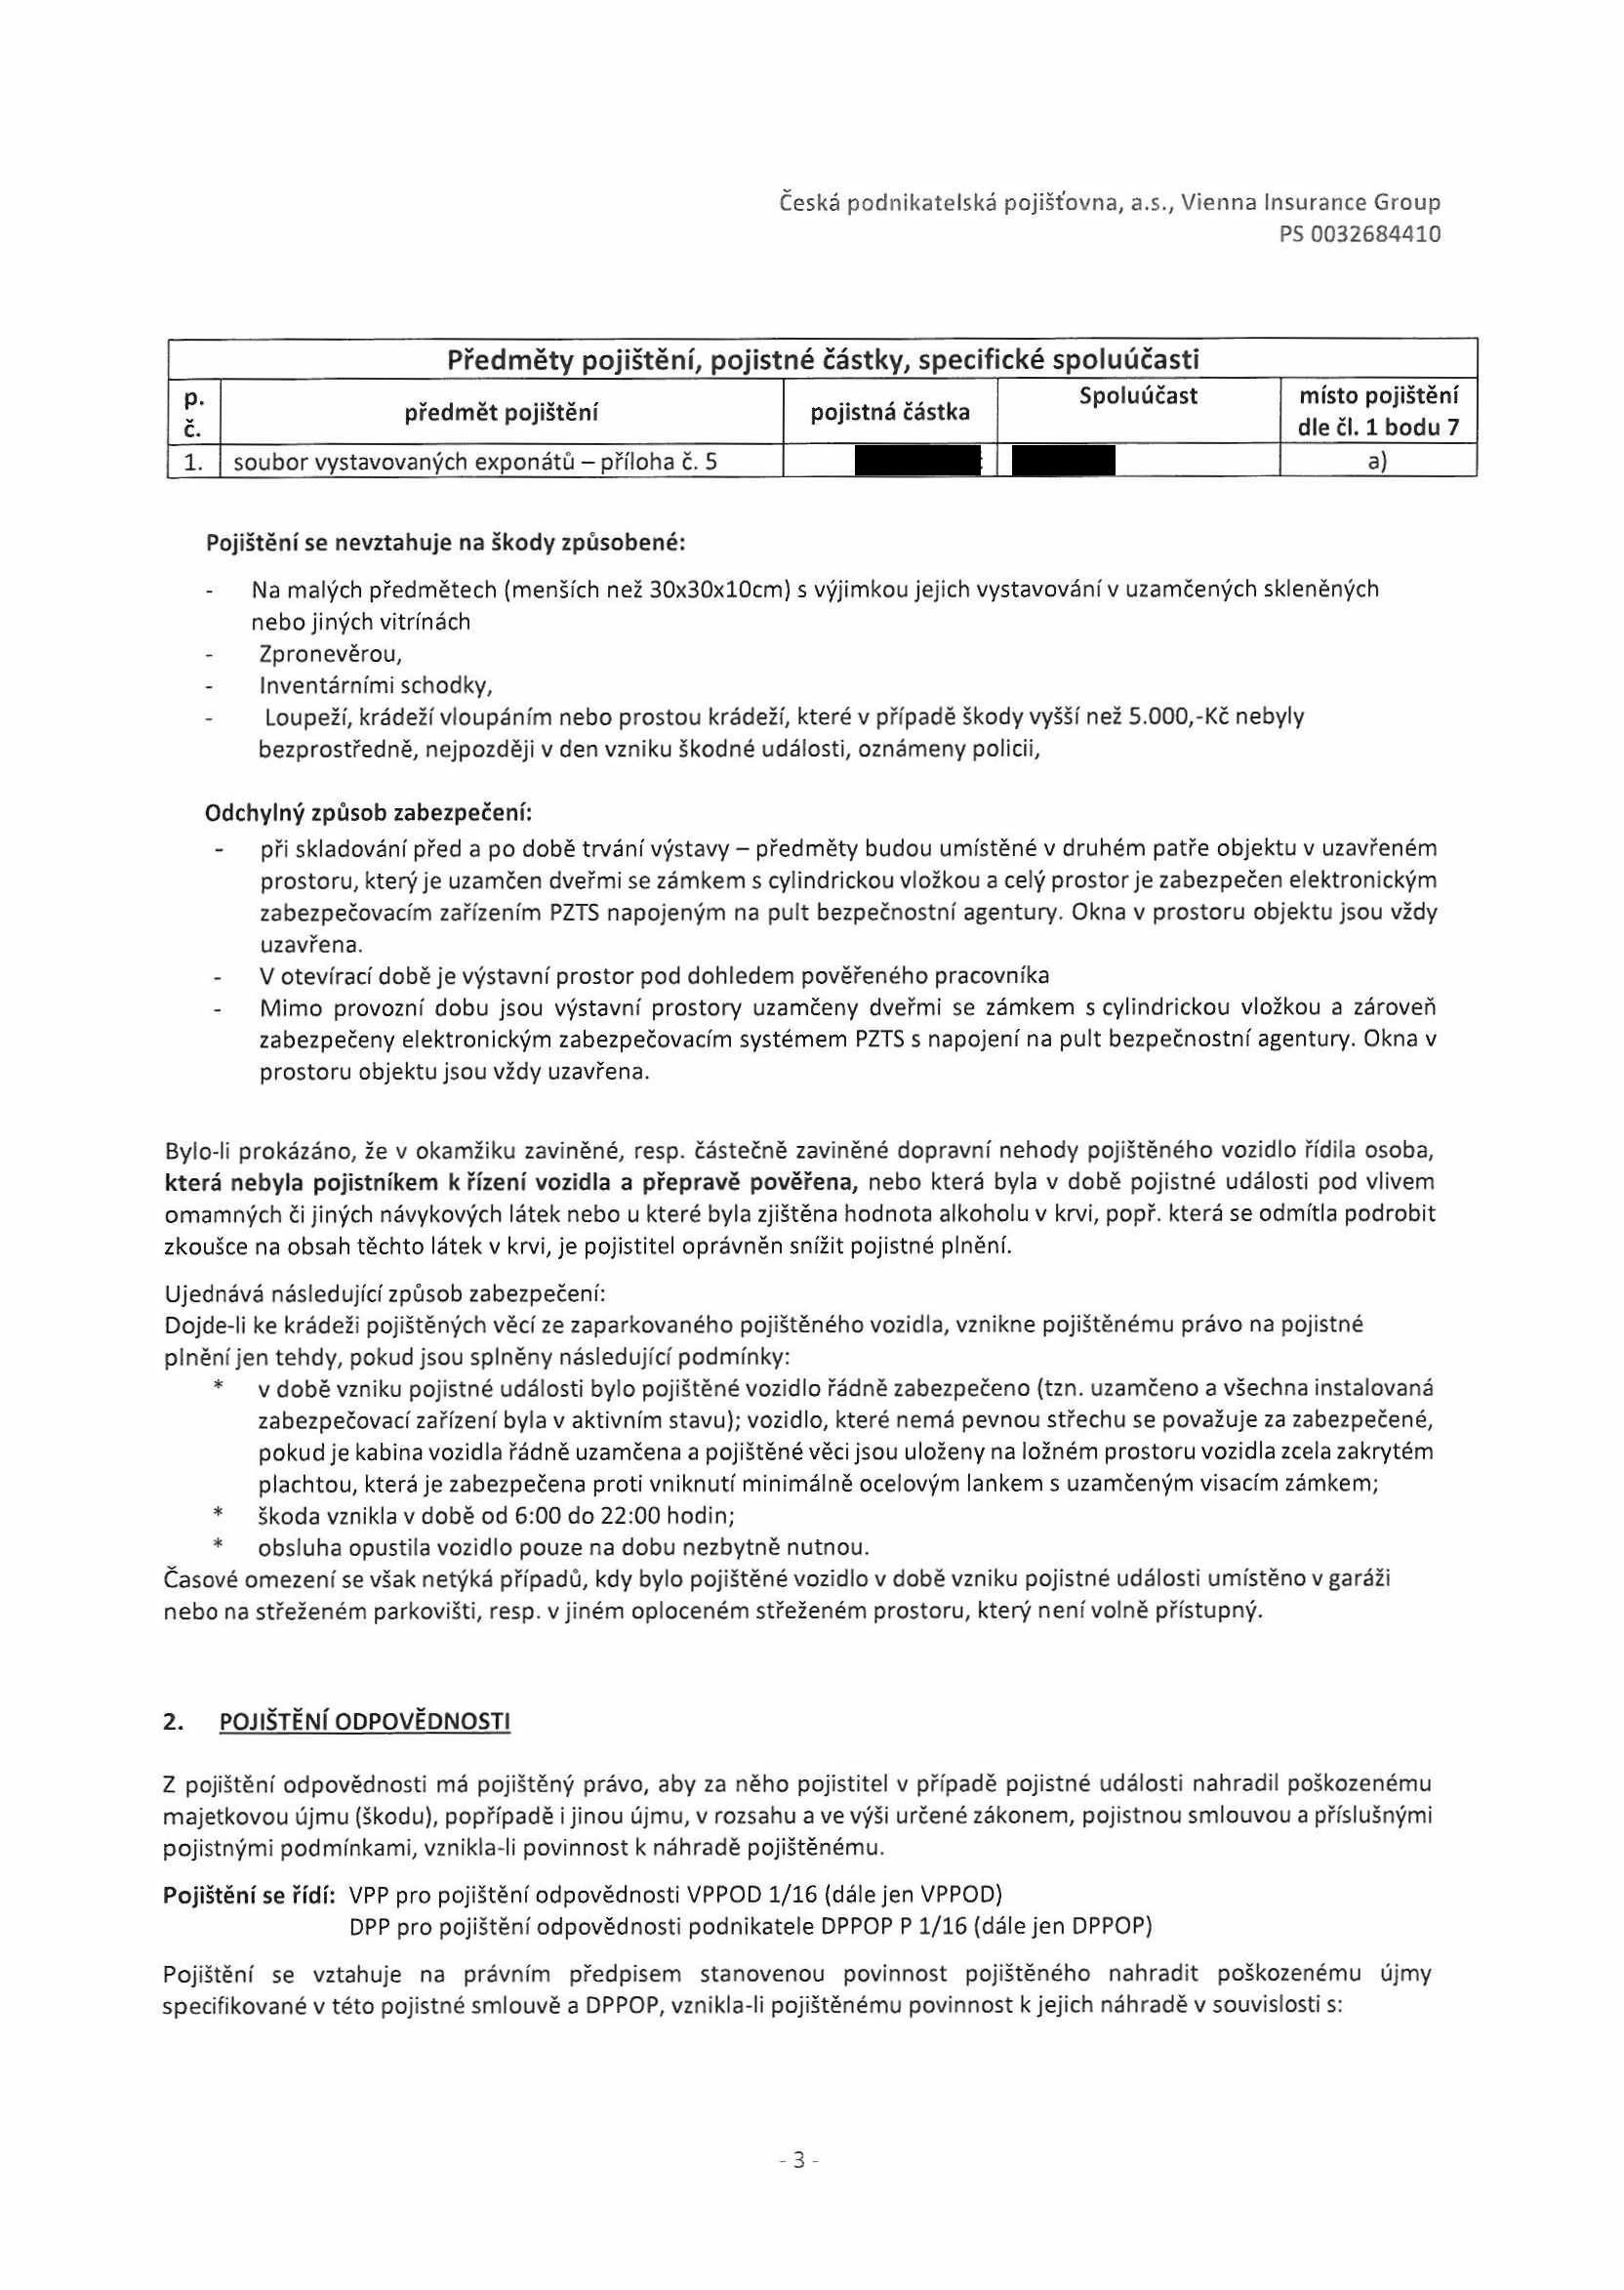 Česká podnikatelská pojišťovna, a.s., Vienna Insurance Group
PS 0032684410
Předměty pojištění, pojistné částky, specifické spoluúčasti
p. č. předmět pojištění pojistná částka Spoluúčast místo pojištění dle čl. 1 bodu 7
1. soubor vystavovaných exponátů – příloha č. 5 a)
Pojištění se nevztahuje na škody způsobené:
- Na malých předmětech (menších než 30x30x10cm) s výjimkou jejich vystavování v uzamčených skleněných
nebo jiných vitrínách
- Zpronevěrou,
- Inventárními schodky,
- Loupeží, krádeží vloupáním nebo prostou krádeží, které v případě škody vyšší než 5.000,-Kč nebyly
bezprostředně, nejpozději v den vzniku škodné události, oznámeny policii,
Odchylný způsob zabezpečení:
- při skladování před a po době trvání výstavy – předměty budou umístěné v druhém patře objektu v uzavřeném
prostoru, který je uzamčen dveřmi se zámkem s cylindrickou vložkou a celý prostor je zabezpečen elektronickým
zabezpečovacím zařízením PZTS napojeným na pult bezpečnostní agentury. Okna v prostoru objektu jsou vždy
uzavřena.
- V otevírací době je výstavní prostor pod dohledem pověřeného pracovníka
- Mimo provozní dobu jsou výstavní prostory uzamčeny dveřmi se zámkem s cylindrickou vložkou a zároveň
zabezpečeny elektronickým zabezpečovacím systémem PZTS s napojení na pult bezpečnostní agentury. Okna v
prostoru objektu jsou vždy uzavřena.
Bylo-li prokázáno, že v okamžiku zaviněné, resp. částečně zaviněné dopravní nehody pojištěného vozidlo řídila osoba,
která nebyla pojistníkem k řízení vozidla a přepravě pověřena, nebo která byla v době pojistné události pod vlivem
omamných či jiných návykových látek nebo u které byla zjištěna hodnota alkoholu v krvi, popř. která se odmítla podrobit
zkoušce na obsah těchto látek v krvi, je pojistitel oprávněn snížit pojistné plnění.
Ujednává následující způsob zabezpečení:
Dojde-li ke krádeži pojištěných věcí ze zaparkovaného pojištěného vozidla, vznikne pojištěnému právo na pojistné
plnění jen tehdy, pokud jsou splněny následující podmínky:
* v době vzniku pojistné události bylo pojištěné vozidlo řádně zabezpečeno (tzn. uzamčeno a všechna instalovaná
zabezpečovací zařízení byla v aktivním stavu); vozidlo, které nemá pevnou střechu se považuje za zabezpečené,
pokud je kabina vozidla řádně uzamčena a pojištěné věci jsou uloženy na ložném prostoru vozidla zcela zakrytém
plachtou, která je zabezpečena proti vniknutí minimálně ocelovým lankem s uzamčeným visacím zámkem;
* škoda vznikla v době od 6:00 do 22:00 hodin;
* obsluha opustila vozidlo pouze na dobu nezbytně nutnou.
Časové omezení se však netýká případů, kdy bylo pojištěné vozidlo v době vzniku pojistné události umístěno v garáži
nebo na střeženém parkovišti, resp. v jiném oploceném střeženém prostoru, který není volně přístupný.
2. POJIŠTĚNÍ ODPOVĚDNOSTI
Z pojištění odpovědnosti má pojištěný právo, aby za něho pojistitel v případě pojistné události nahradil poškozenému
majetkovou újmu (škodu), popřípadě i jinou újmu, v rozsahu a ve výši určené zákonem, pojistnou smlouvou a příslušnými
pojistnými podmínkami, vznikla-li povinnost k náhradě pojištěnému.
Pojištění se řídí: VPP pro pojištění odpovědnosti VPPOD 1/16 (dále jen VPPOD)
DPP pro pojištění odpovědnosti podnikatele DPPOP P 1/16 (dále jen DPPOP)
Pojištění se vztahuje na právním předpisem stanovenou povinnost pojištěného nahradit poškozenému újmy
specifikované v této pojistné smlouvě a DPPOP, vznikla-li pojištěnému povinnost k jejich náhradě v souvislosti s:
- 3 -